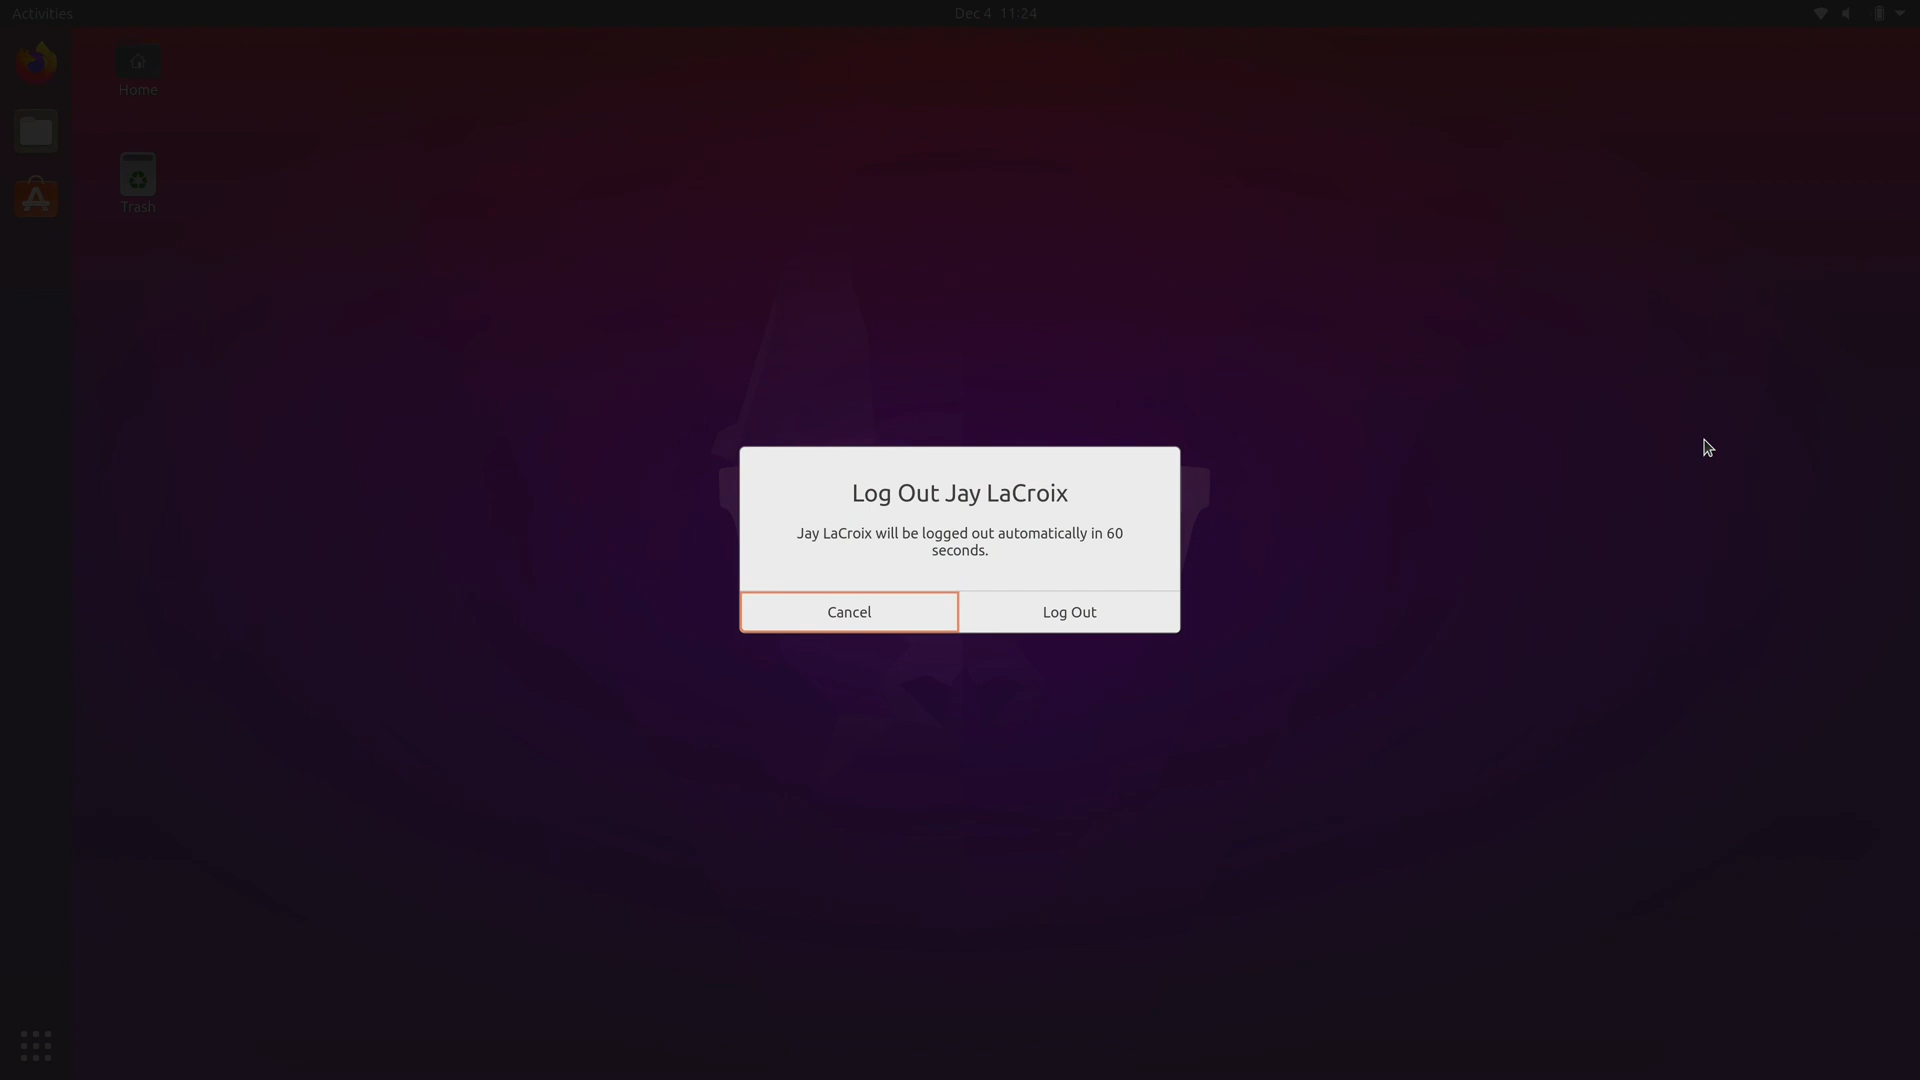 Activities
Dec 4 11:24
Home
Trash
Log Out Jay LaCroix
Jay LaCroix will be logged out automatically in 60
seconds.
Cancel
Log Out